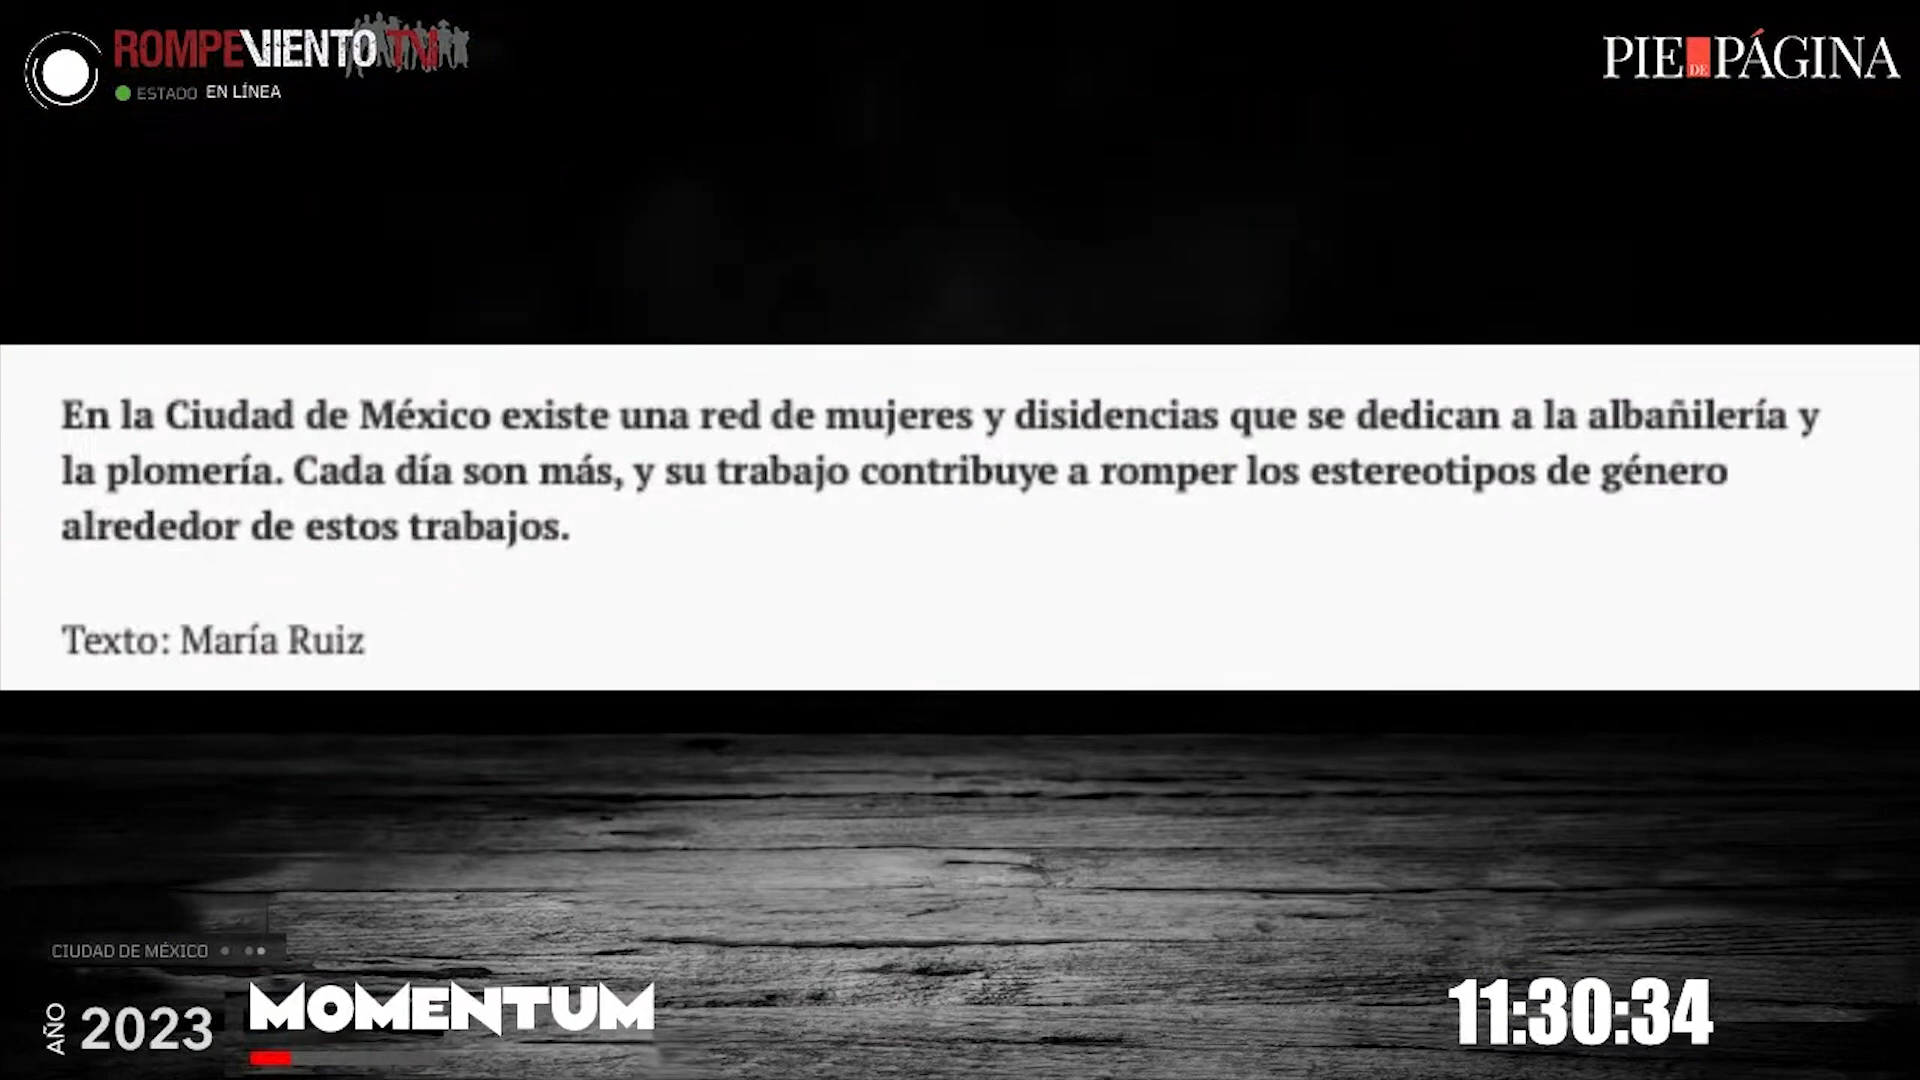 ROMPEVIENTO TV
ESTADO EN LÍNEA
PIE DE PÁGINA
En la Ciudad de México existe una red de mujeres y disidencias que se dedican a la albañilería y
la plomería. Cada día son más, y su trabajo contribuye a romper los estereotipos de género
alrededor de estos trabajos.
Texto: María Ruiz
CIUDAD DE MÉXICO
AÑO 2023
MOMENTUM
11:30:34